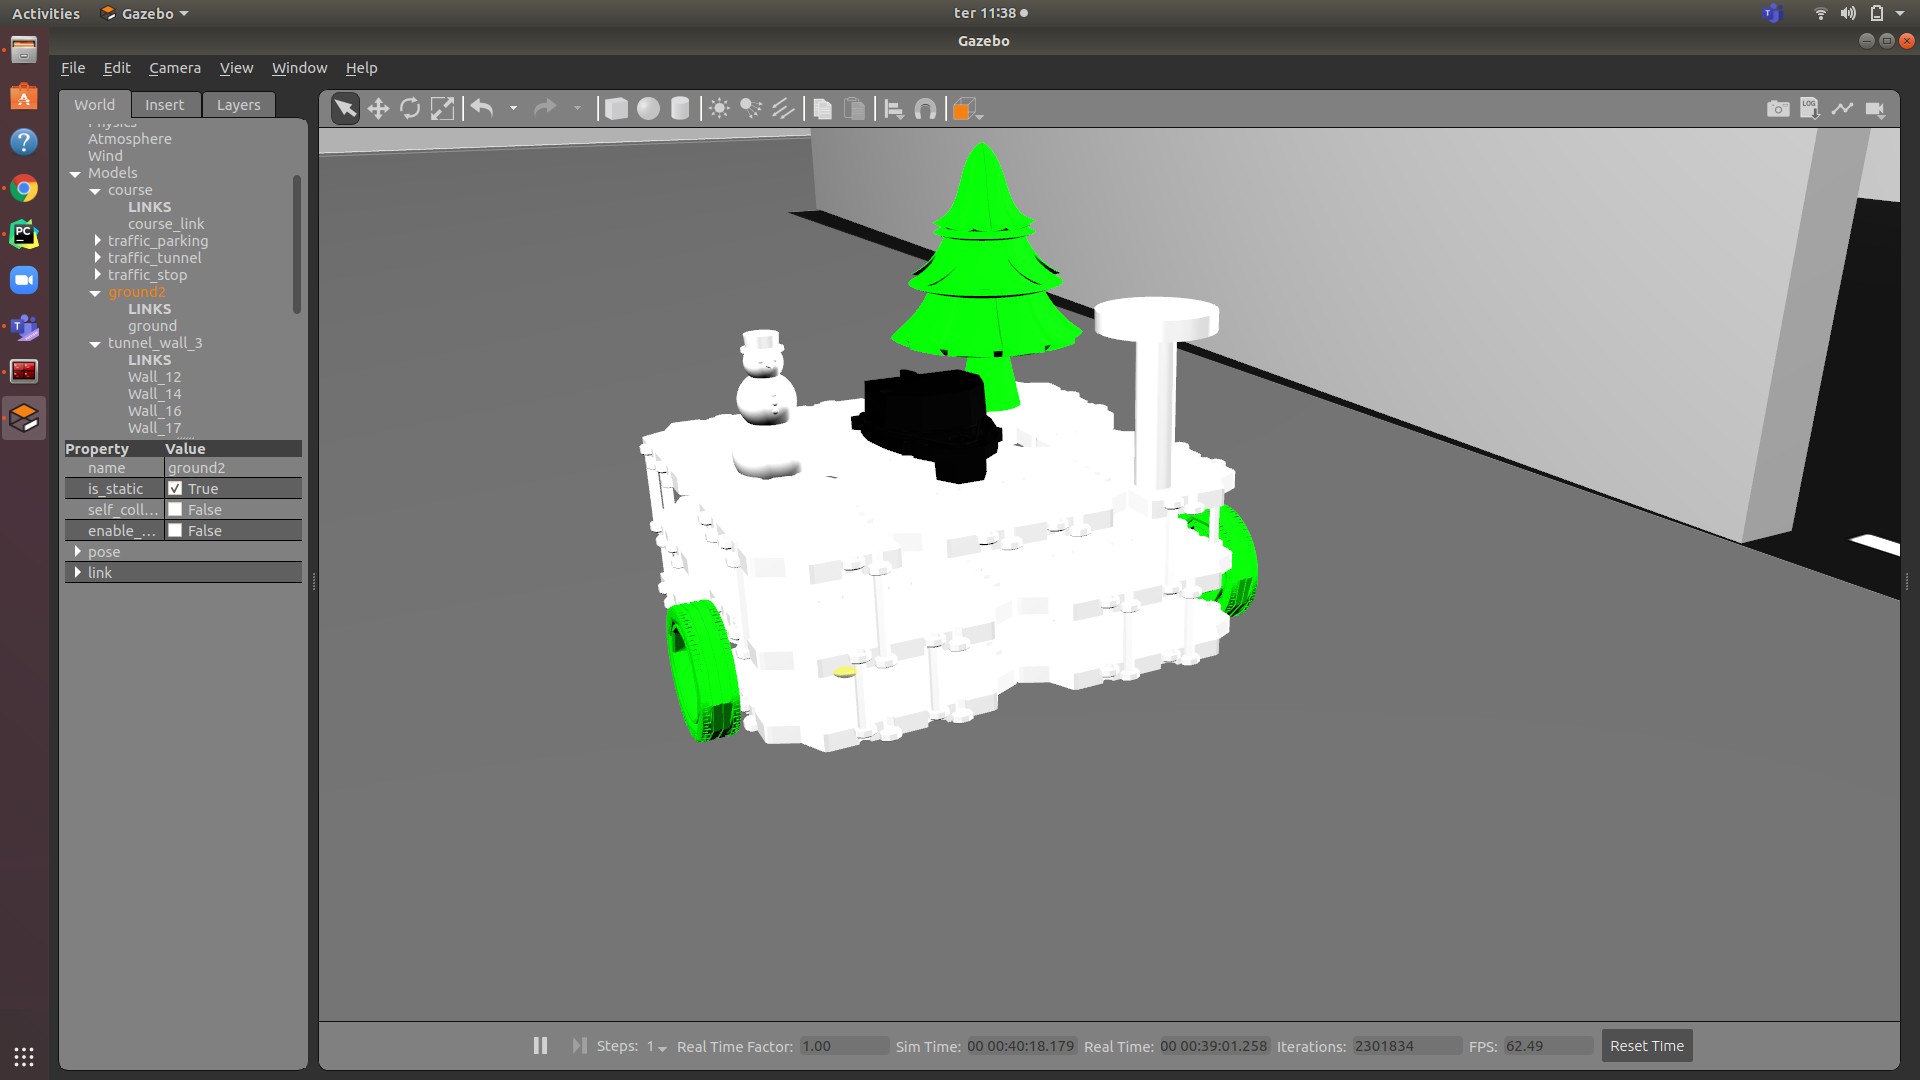 Activities Gazebo ter 11:38
Gazebo
File Edit Camera View Window Help
World Insert Layers
LOG
Physics
Atmosphere
Wind
Models
course
LINKS
course_link
traffic_parking
traffic_tunnel
traffic_stop
ground2
LINKS
ground
tunnel_wall_3
LINKS
Wall_12
Wall_14
Wall_16
Wall_17
Property Value
name ground2
is_static True
self_coll... False
enable_... False
pose
link
PC
Steps: 1 Real Time Factor: 1.00 Sim Time: 00 00:40:18.179 Real Time: 00 00:39:01.258 Iterations: 2301834 FPS: 62.49 Reset Time